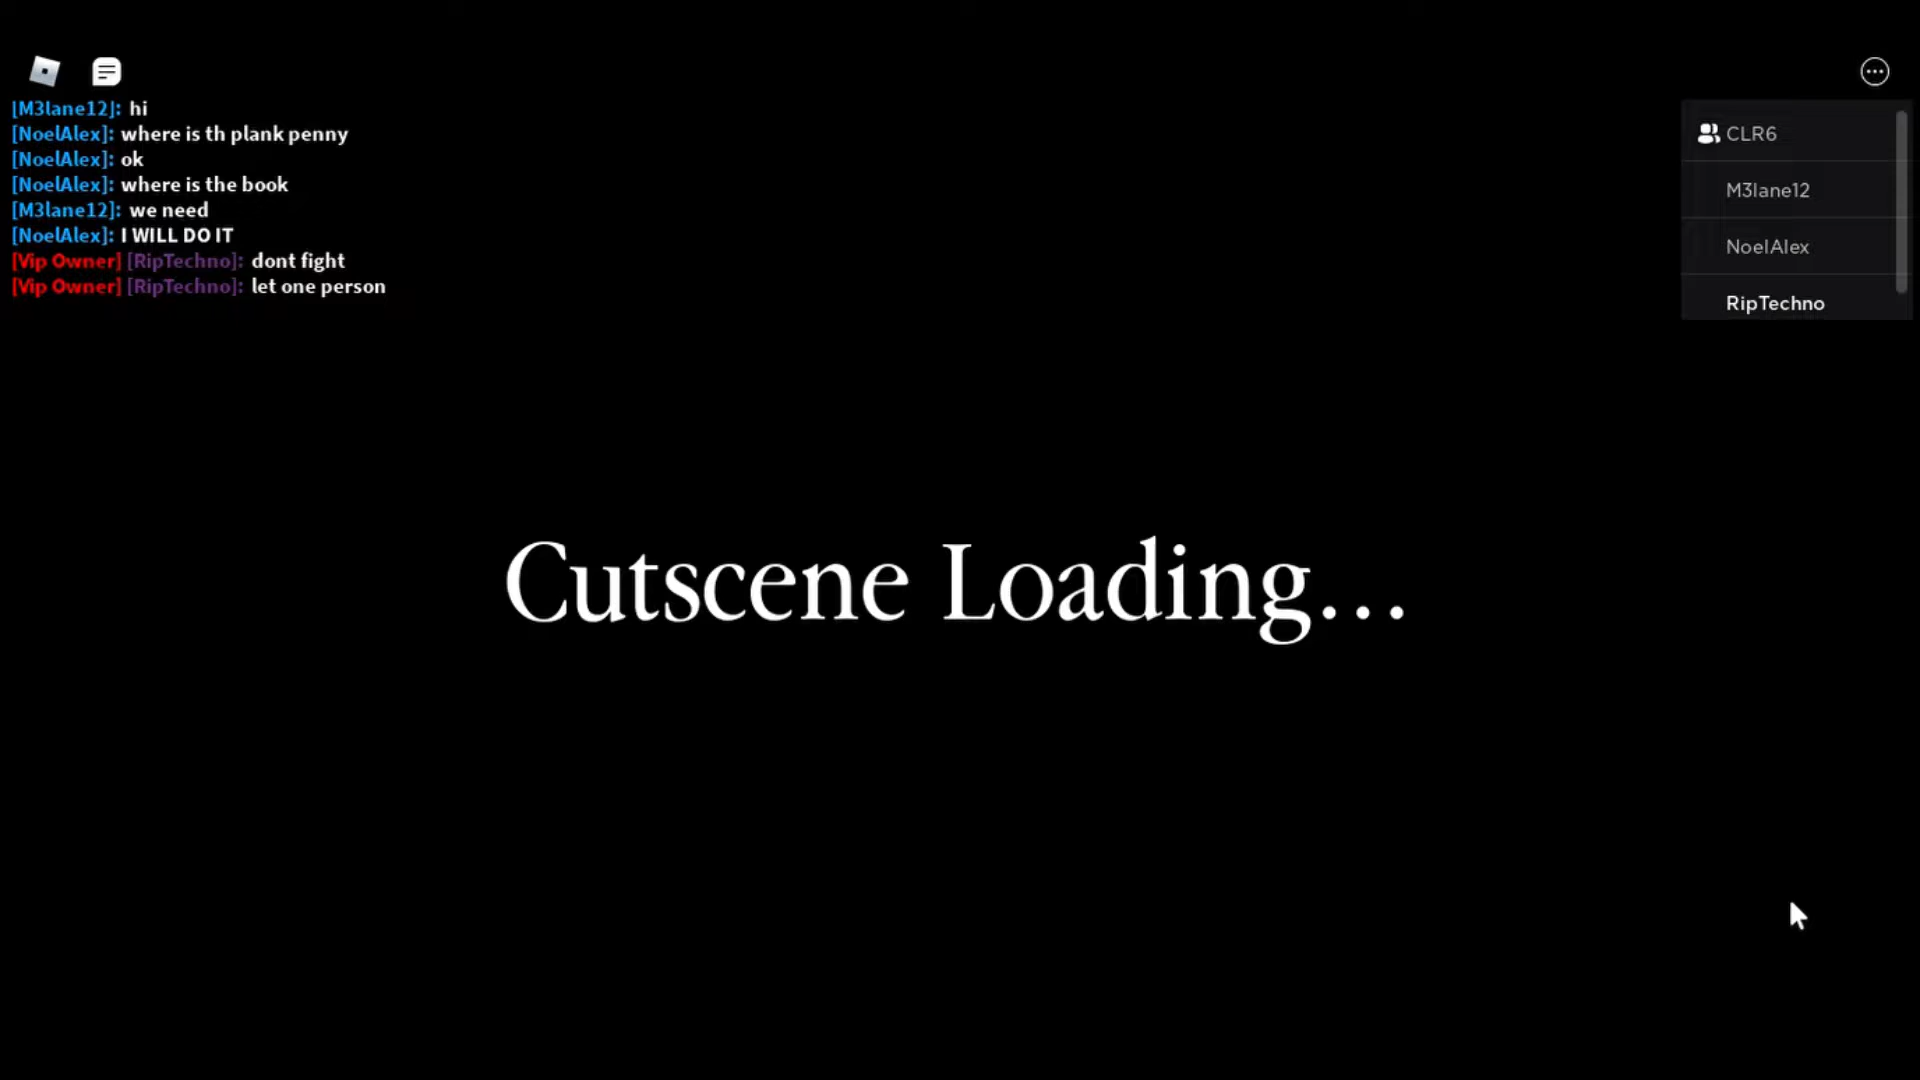 [M3lane12]: hi
[NoelAlex]: where is th plank penny
[NoelAlex]: ok
[NoelAlex]: where is the book
[M3lane12]: we need
[NoelAlex]: I WILL DO IT
[Vip Owner] [RipTechno]: dont fight
[Vip Owner] [RipTechno]: let one person
CLR6
M3lane12
NoelAlex
RipTechno
Cutscene Loading...